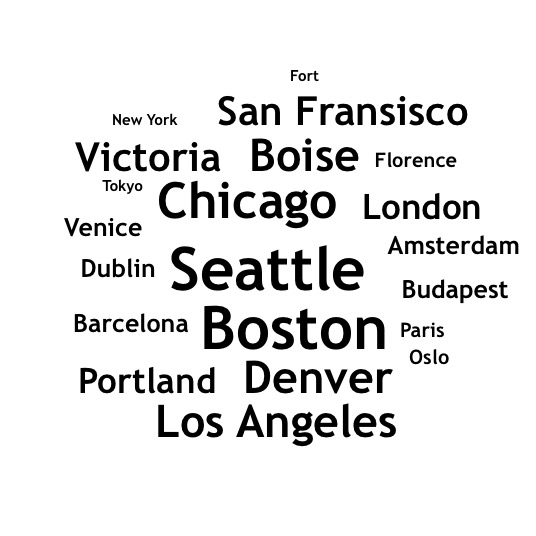 Fort
San Fransisco
New York
Victoria Boise Florence
Tokyo Chicago London
Venice Amsterdam
Dublin Seattle Budapest
Barcelona Boston Paris
Oslo
Portland Denver
Los Angeles